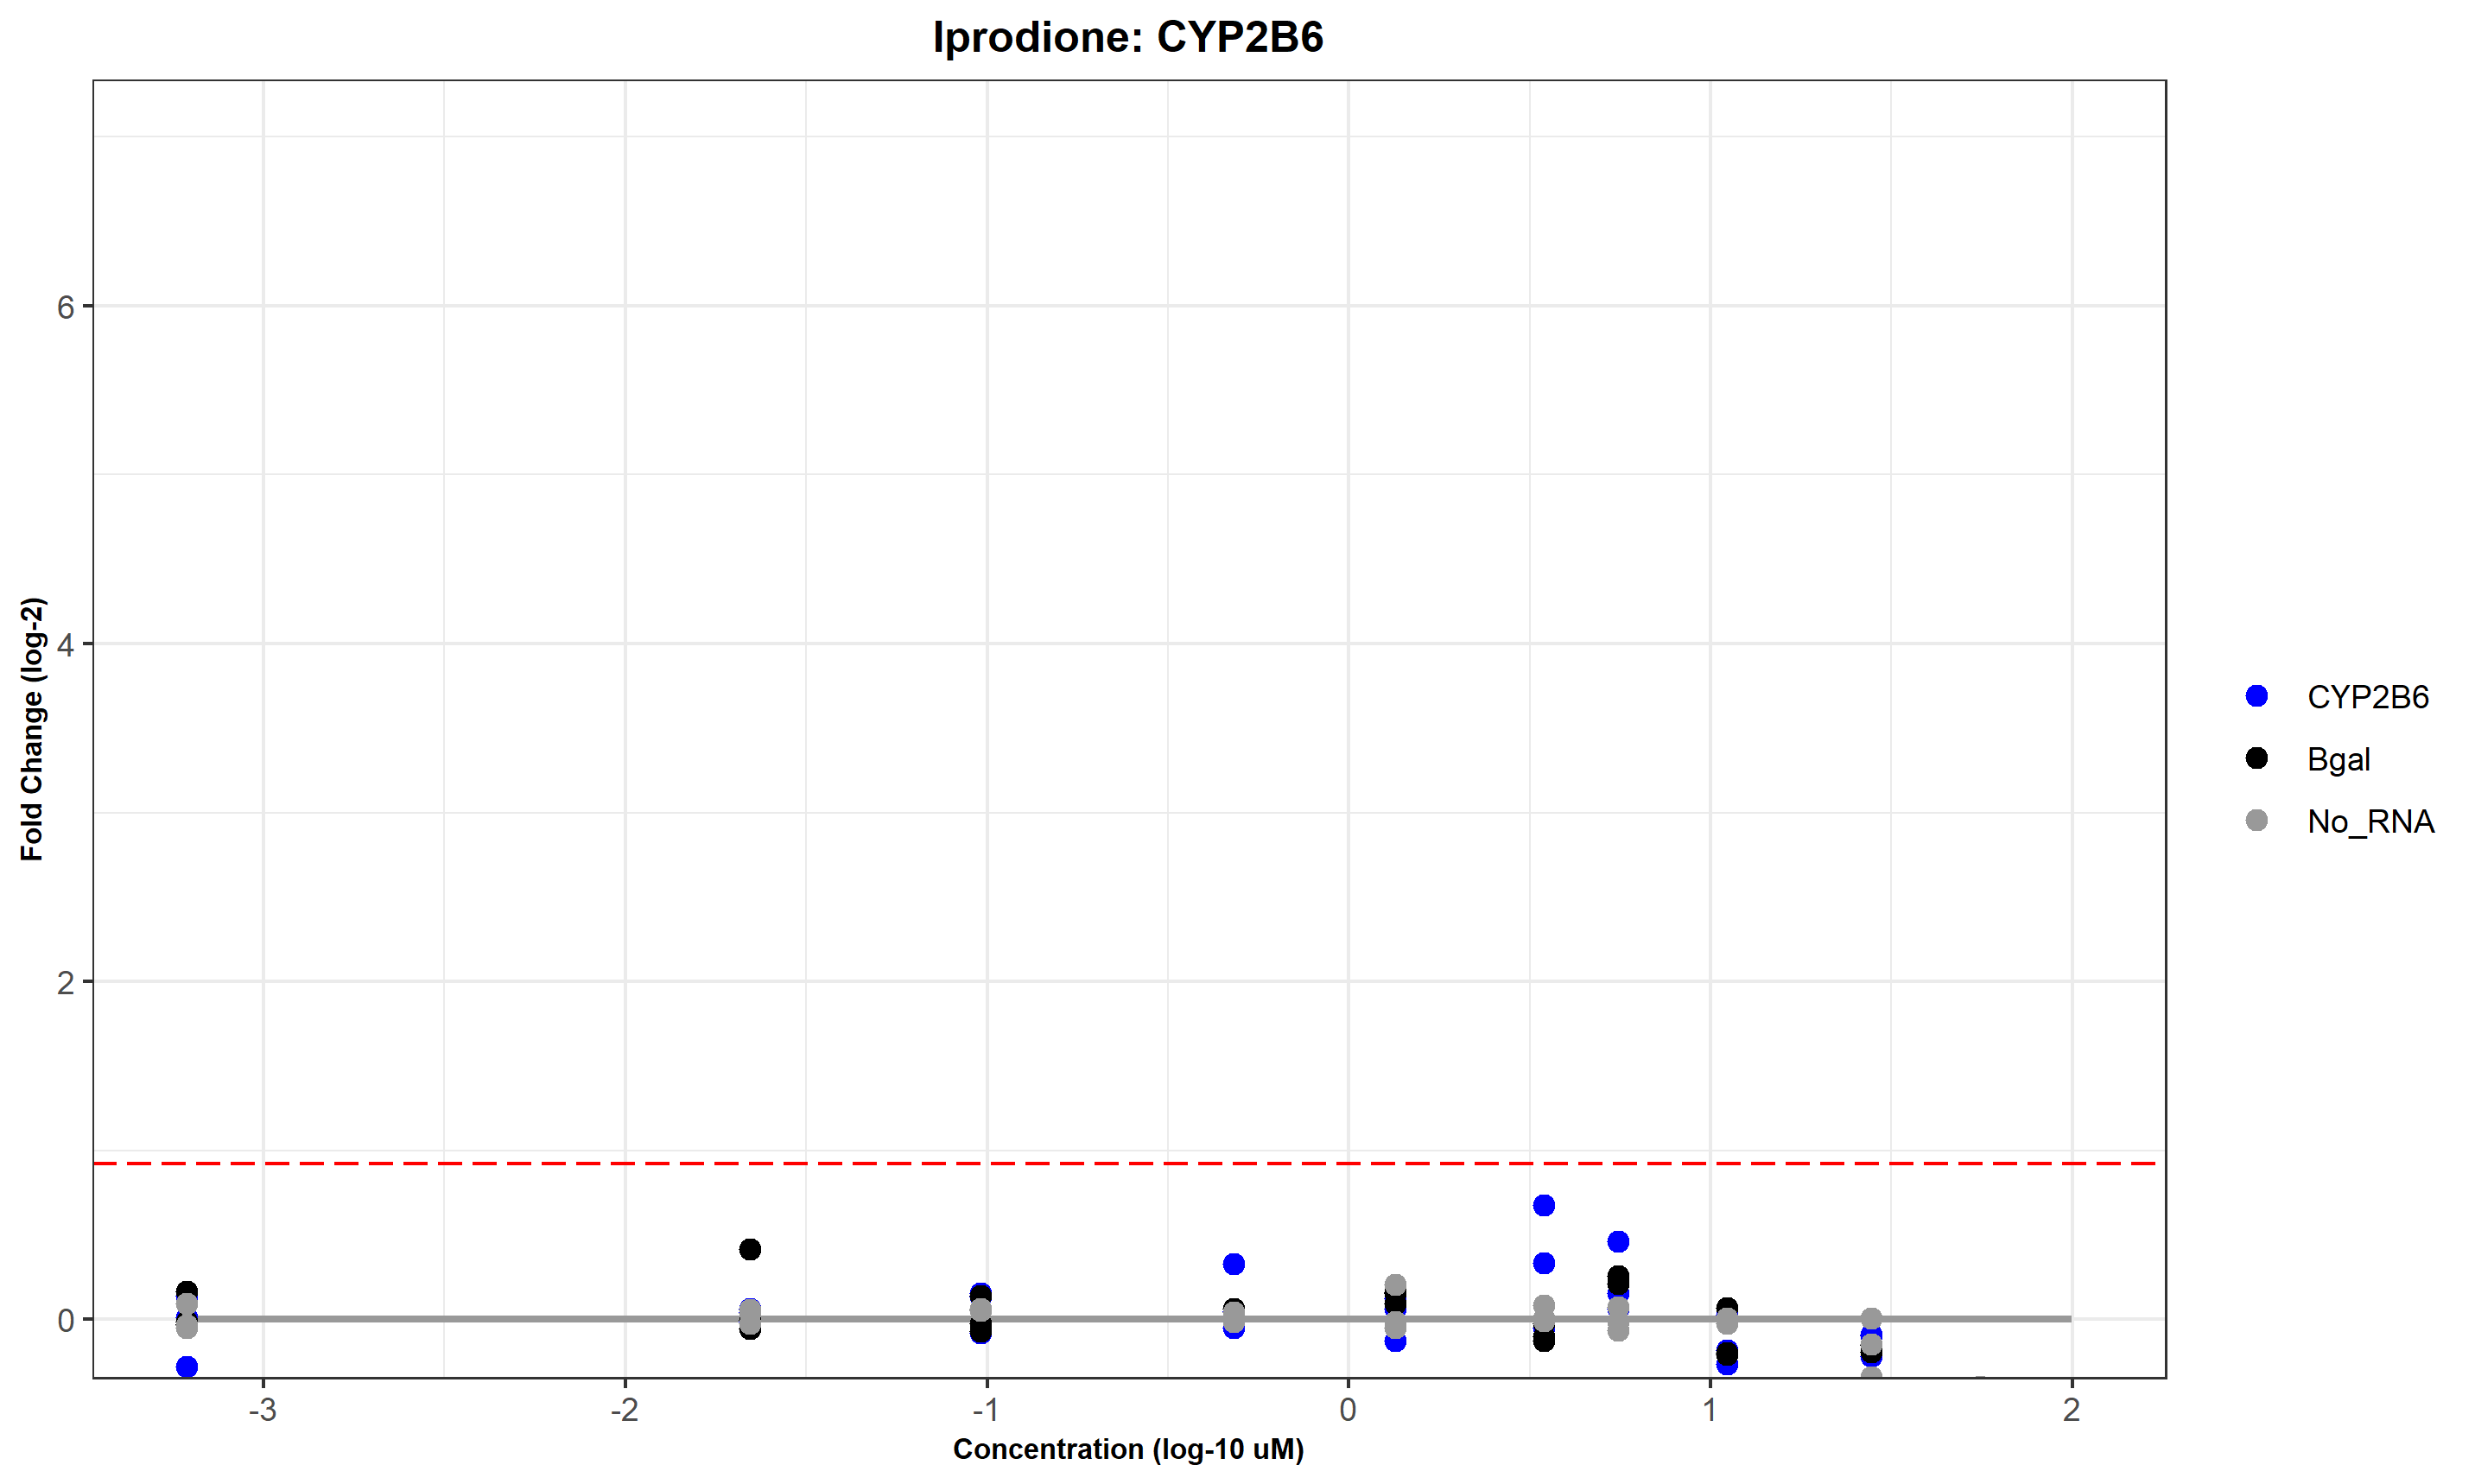 Iprodione: CYP2B6
Fold Change (log-2)
6
4
2
0
-3
-2
-1
0
1
2
Concentration (log-10 uM)
CYP2B6
Bgal
No_RNA